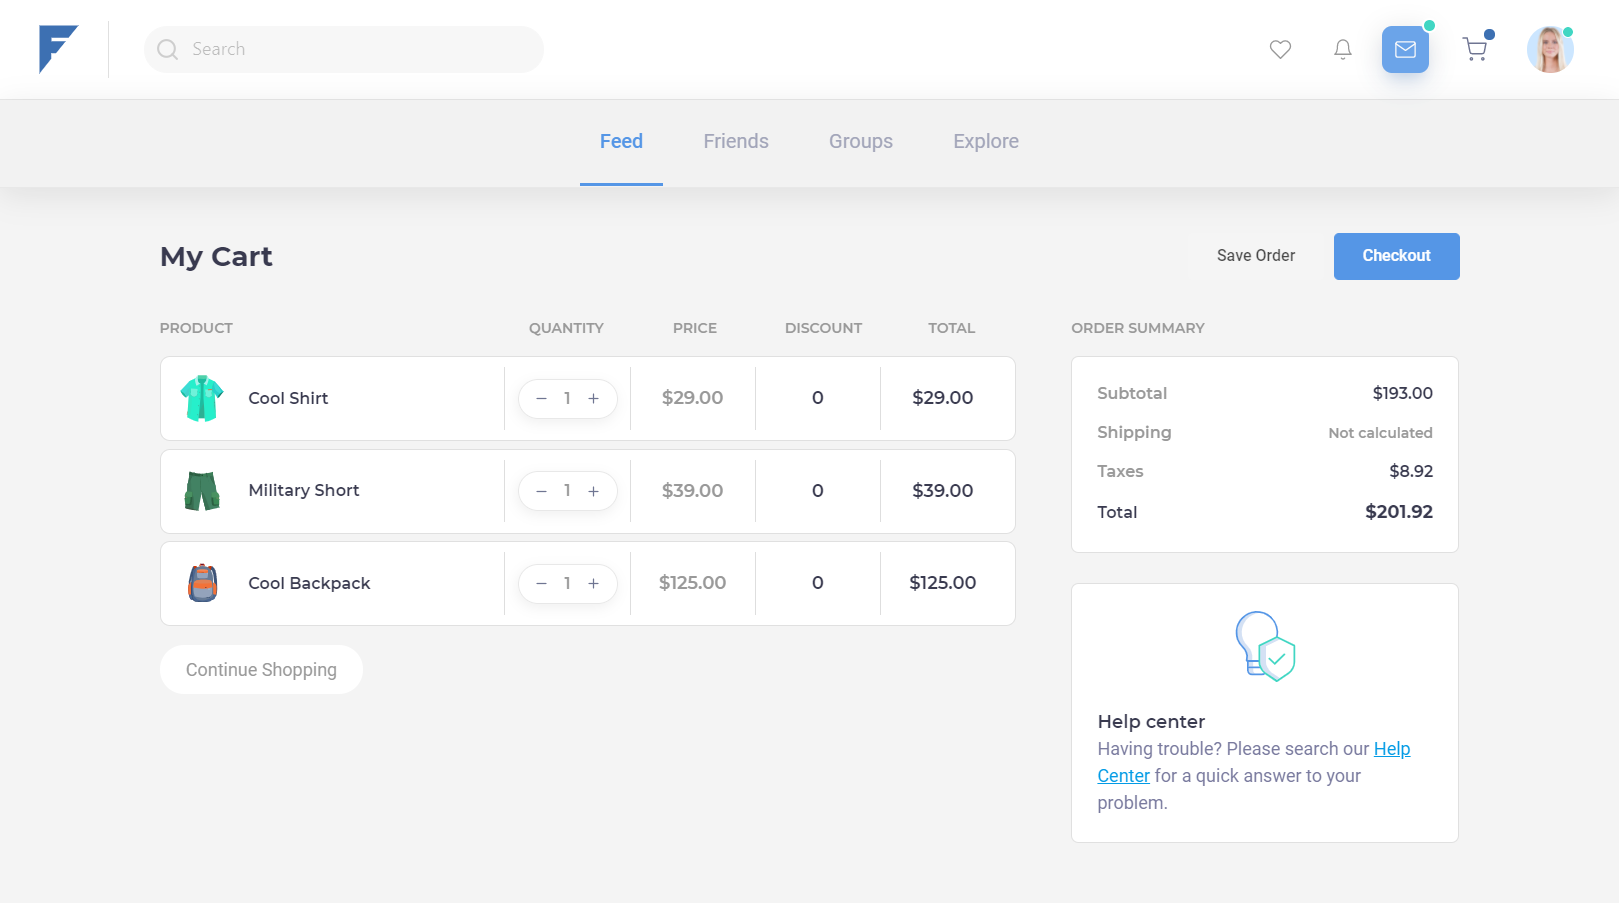 Search
Feed
Friends
Groups
Explore
My Cart
Save Order
Checkout
PRODUCT
QUANTITY
PRICE
DISCOUNT
TOTAL
Cool Shirt
− 1 +
$29.00
0
$29.00
Military Short
− 1 +
$39.00
0
$39.00
Cool Backpack
− 1 +
$125.00
0
$125.00
Continue Shopping
ORDER SUMMARY
Subtotal $193.00
Shipping Not calculated
Taxes $8.92
Total $201.92
Help center
Having trouble? Please search our Help
Center for a quick answer to your
problem.